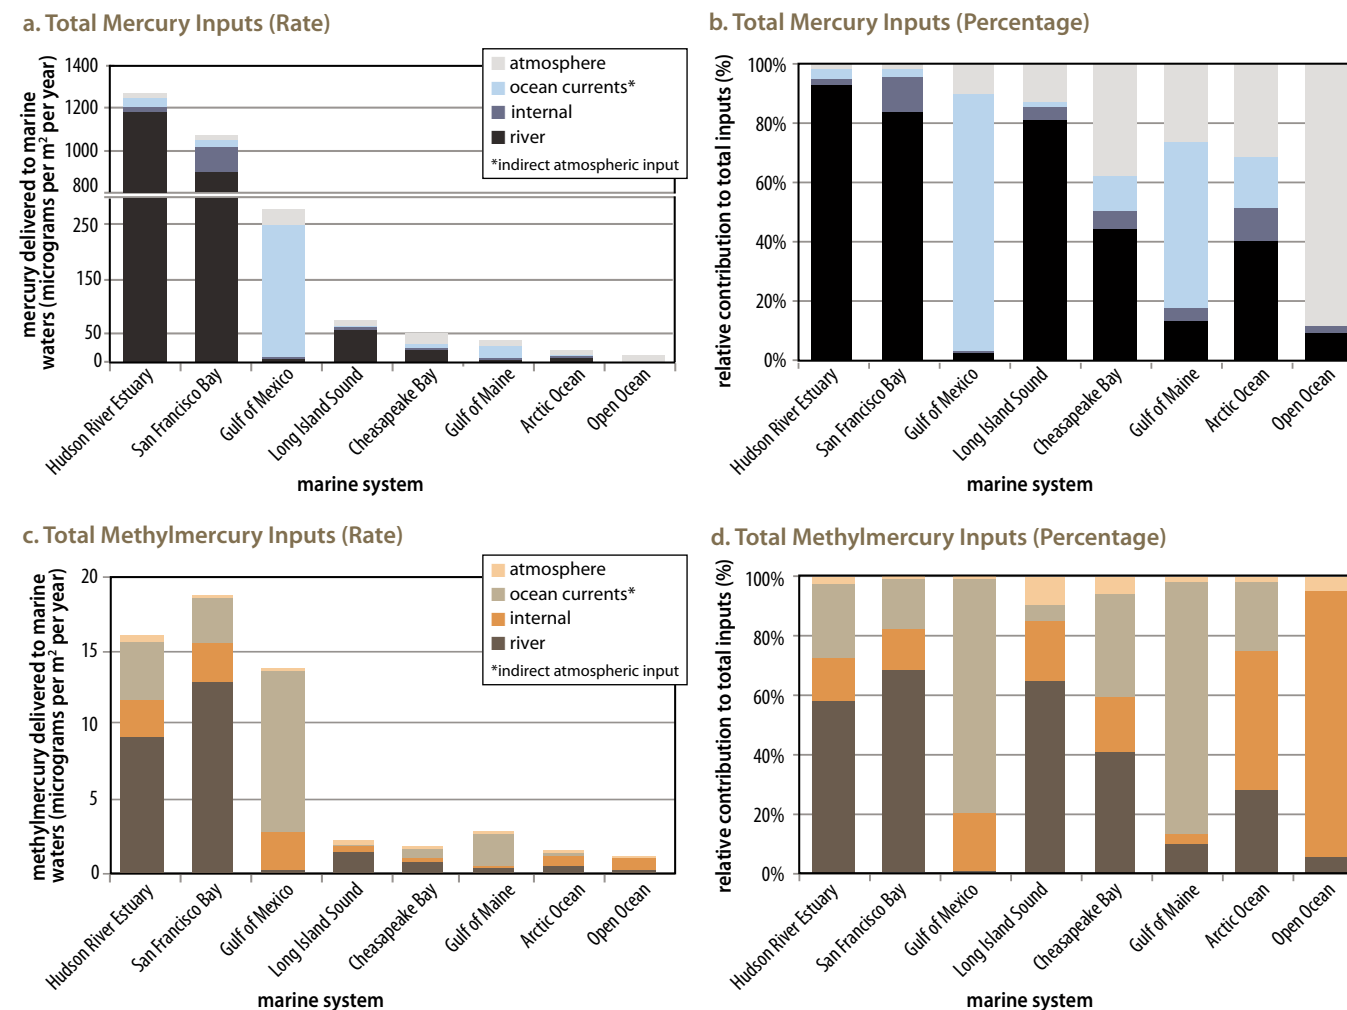 a. Total Mercury Inputs (Rate)
mercury delivered to marine
waters (micrograms per m² per year)
1400
1200
1000
800
250
150
50
0
atmosphere
ocean currents*
internal
river
*indirect atmospheric input
Hudson River Estuary
San Francisco Bay
Gulf of Mexico
Long Island Sound
Cheasapeake Bay
Gulf of Maine
Arctic Ocean
Open Ocean
marine system
b. Total Mercury Inputs (Percentage)
relative contribution to total inputs (%)
100%
80%
60%
40%
20%
0%
Hudson River Estuary
San Francisco Bay
Gulf of Mexico
Long Island Sound
Cheasapeake Bay
Gulf of Maine
Arctic Ocean
Open Ocean
marine system
c. Total Methylmercury Inputs (Rate)
methylmercury delivered to marine
waters (micrograms per m² per year)
20
15
10
5
0
atmosphere
ocean currents*
internal
river
*indirect atmospheric input
Hudson River Estuary
San Francisco Bay
Gulf of Mexico
Long Island Sound
Cheasapeake Bay
Gulf of Maine
Arctic Ocean
Open Ocean
marine system
d. Total Methylmercury Inputs (Percentage)
relative contribution to total inputs (%)
100%
80%
60%
40%
20%
0%
Hudson River Estuary
San Francisco Bay
Gulf of Mexico
Long Island Sound
Cheasapeake Bay
Gulf of Maine
Arctic Ocean
Open Ocean
marine system